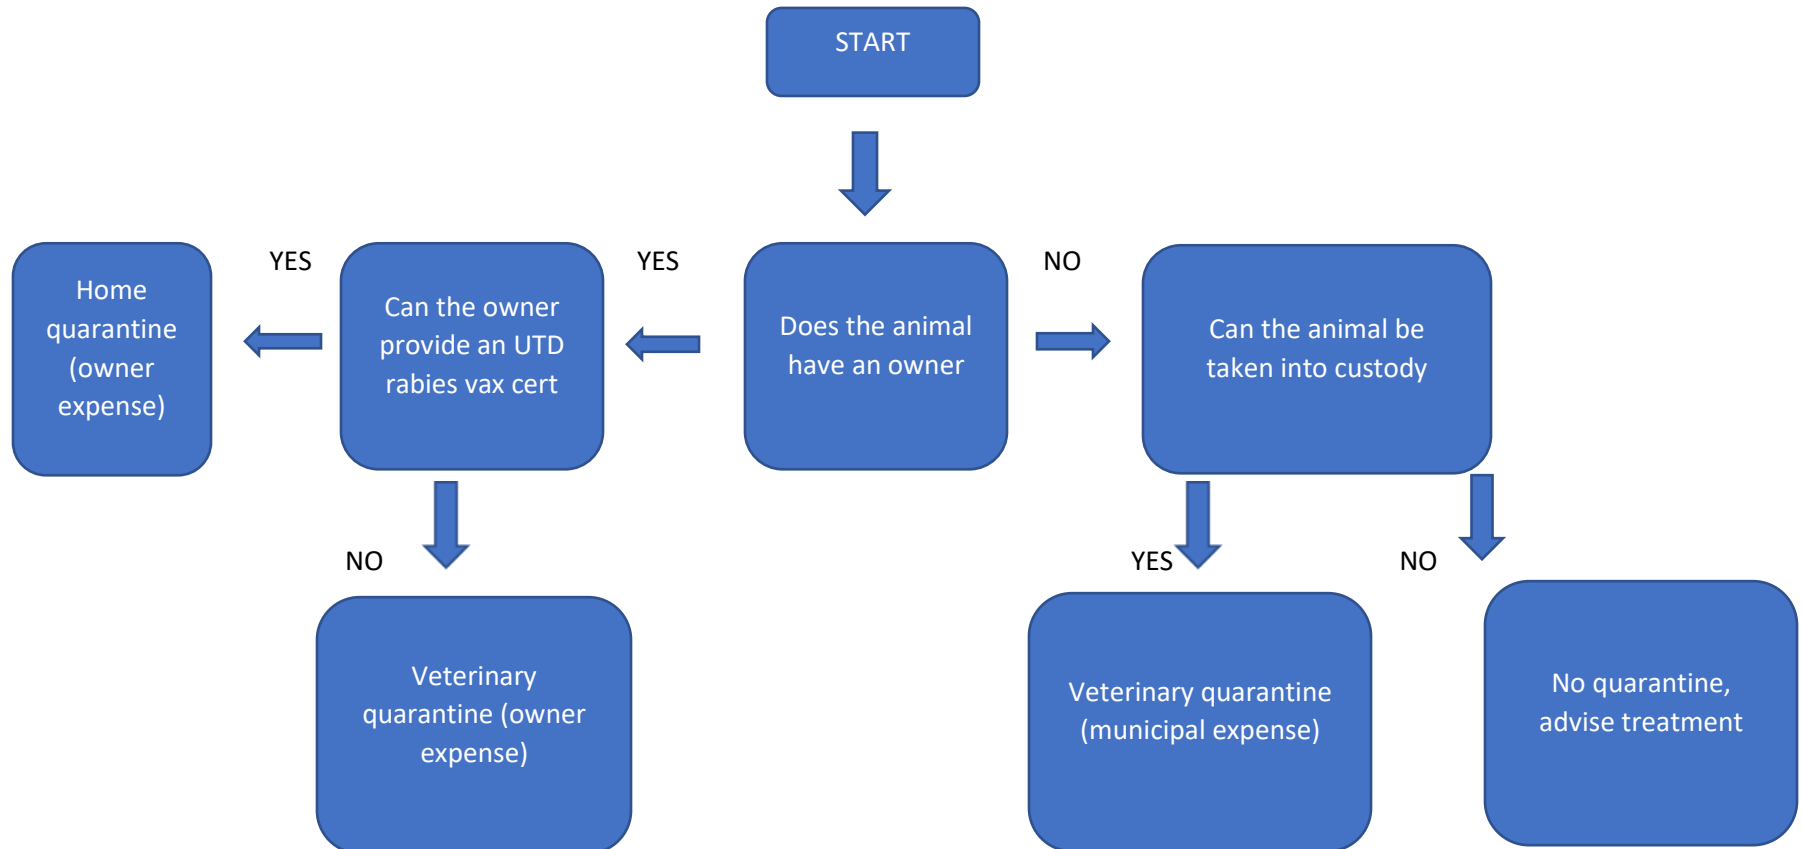 START
YES
YES
NO
Home
quarantine
(owner
expense)
Can the owner
provide an UTD
rabies vax cert
Does the animal
have an owner
Can the animal be
taken into custody
NO
YES
NO
Veterinary
quarantine (owner
expense)
Veterinary quarantine
(municipal expense)
No quarantine,
advise treatment